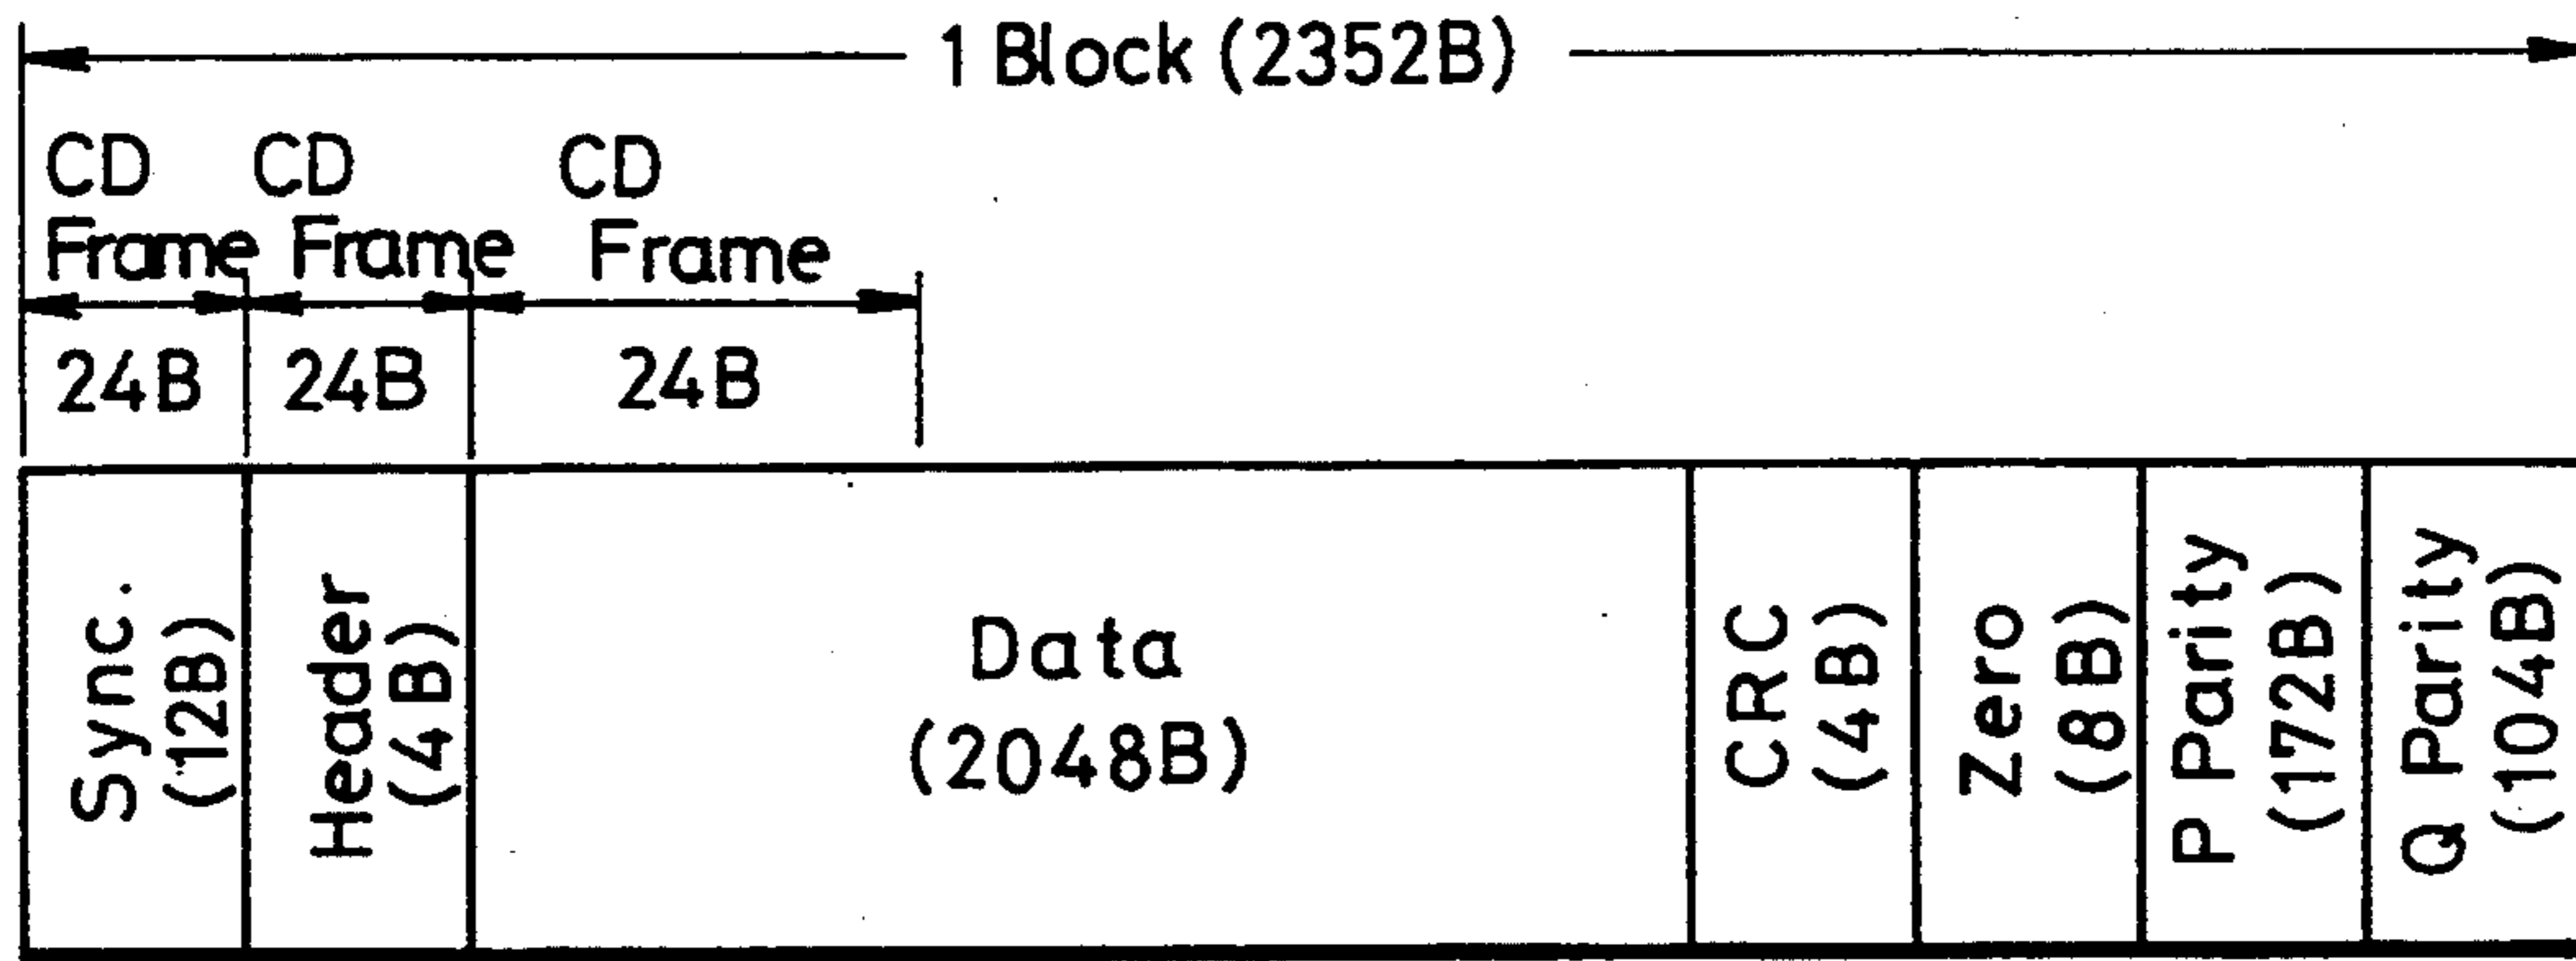 1 Block (2352B)
CD CD CD
Frame Frame Frame
24B 24B 24B
Sync.
(12B)
Header
(4B)
Data
(2048B)
CRC
(4B)
Zero
(8B)
P Parity
(172B)
Q Parity
(104B)